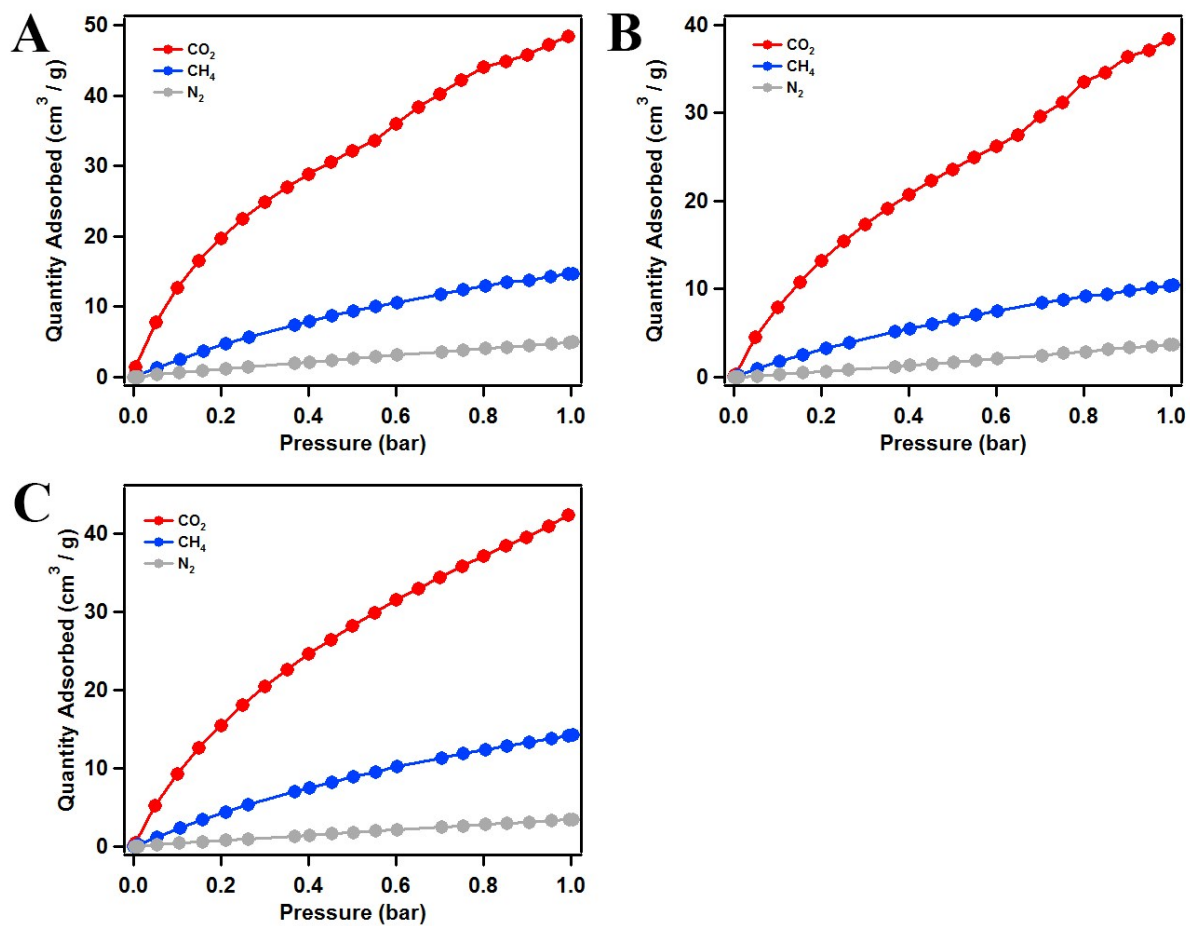 A
Quantity Adsorbed (cm³ / g)
50
40
30
20
10
0
CO₂
CH₄
N₂
0.0 0.2 0.4 0.6 0.8 1.0
Pressure (bar)
B
Quantity Adsorbed (cm³ / g)
40
30
20
10
0
CO₂
CH₄
N₂
0.0 0.2 0.4 0.6 0.8 1.0
Pressure (bar)
C
Quantity Adsorbed (cm³ / g)
40
30
20
10
0
CO₂
CH₄
N₂
0.0 0.2 0.4 0.6 0.8 1.0
Pressure (bar)